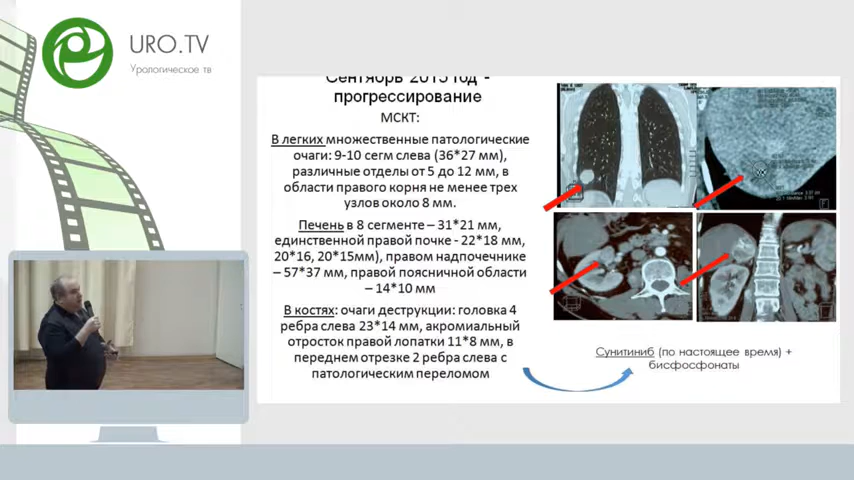 URO.TV
Урологическое тв
Сентябрь 2015 год -
прогрессирование
МСКТ:
В легких множественные патологические
очаги: 9-10 сегм слева (36*27 мм),
различные отделы от 5 до 12 мм, в
области правого корня не менее трех
узлов около 8 мм.
Печень в 8 сегменте – 31*21 мм,
единственной правой почке - 22*18 мм,
20*16, 20*15мм), правом надпочечнике
– 57*37 мм, правой поясничной области
– 14*10 мм
В костях: очаги деструкции: головка 4
ребра слева 23*14 мм, акромиальный
отросток правой лопатки 11*8 мм, в
переднем отрезке 2 ребра слева с
патологическим переломом
Сунитиниб (по настоящее время) +
бисфосфонаты